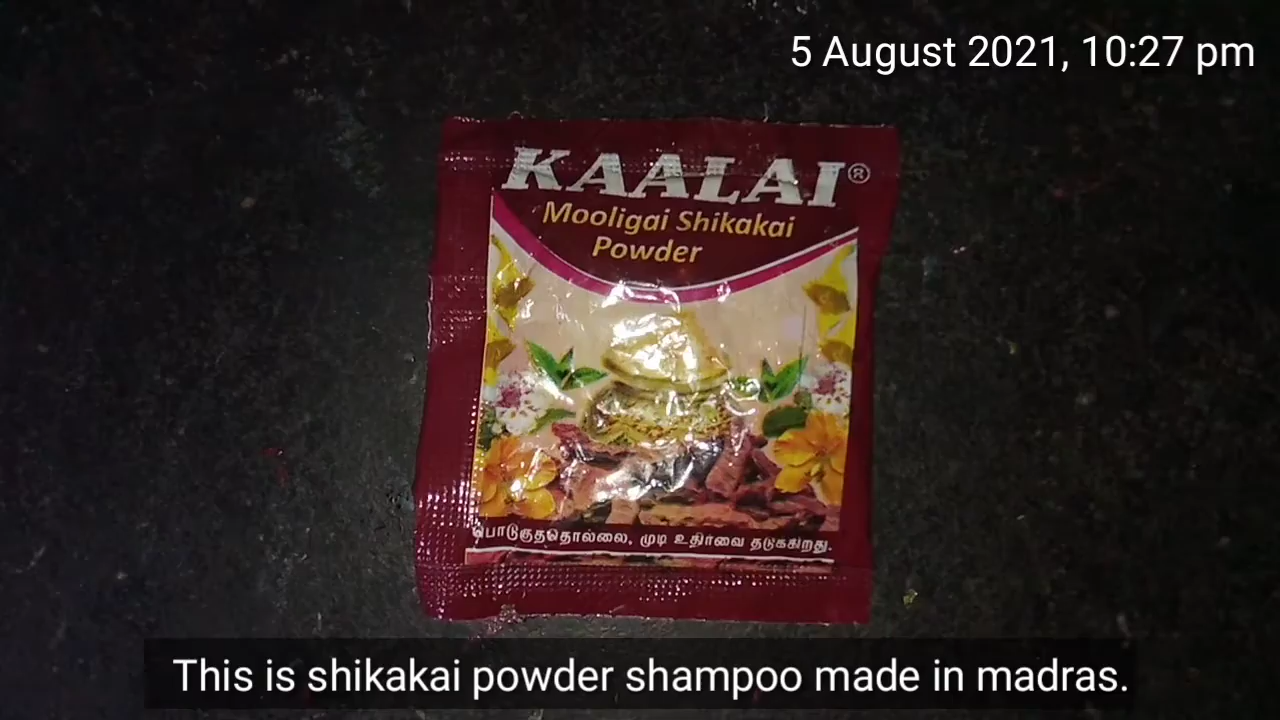 5 August 2021, 10:27 pm
KAALAI®
Mooligai Shikakai
Powder
பொடுகுத்தொல்லை, முடி உதிர்வை தடுக்கிறது.
This is shikakai powder shampoo made in madras.